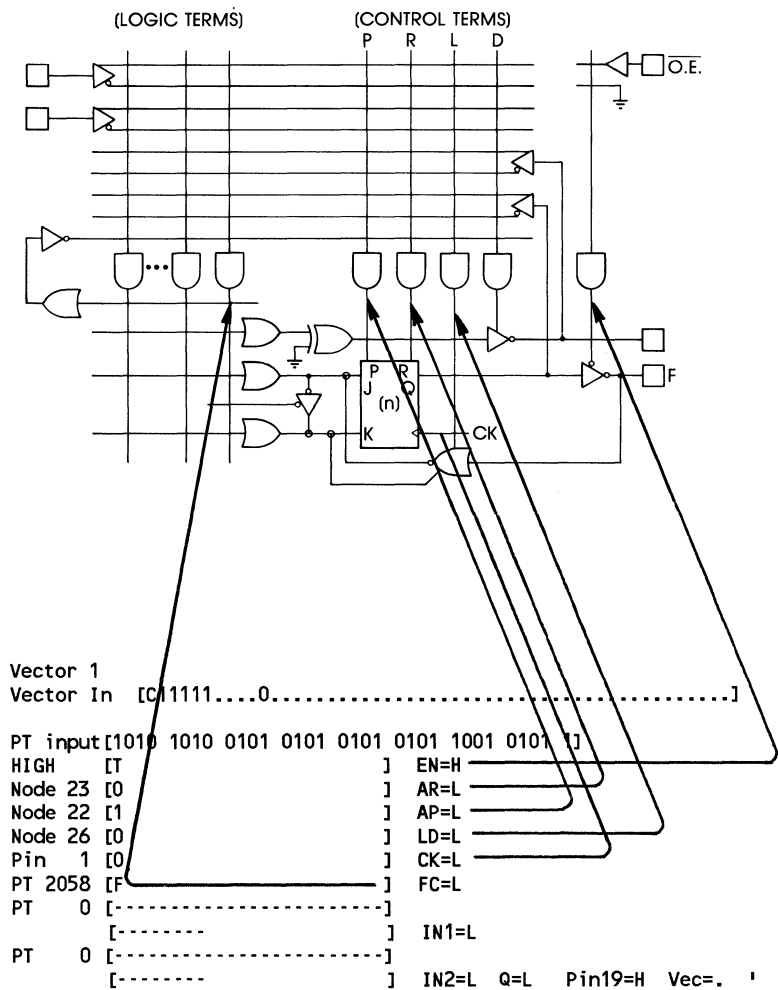 (LOGIC TERMS) (CONTROL TERMS)
P R L D
O.E.
P R
J Q
(n)
K CK
F
Vector 1
Vector In [C11111....0...................................................]
PT input[1010 1010 0101 0101 0101 0101 1001 0101 1]
HIGH [T ] EN=H
Node 23 [0 ] AR=L
Node 22 [1 ] AP=L
Node 26 [0 ] LD=L
Pin 1 [0 ] CK=L
PT 2058 [F ] FC=L
PT 0 [-------------------------]
[-------- ] IN1=L
PT 0 [-------------------------]
[-------- ] IN2=L Q=L Pin19=H Vec=. '